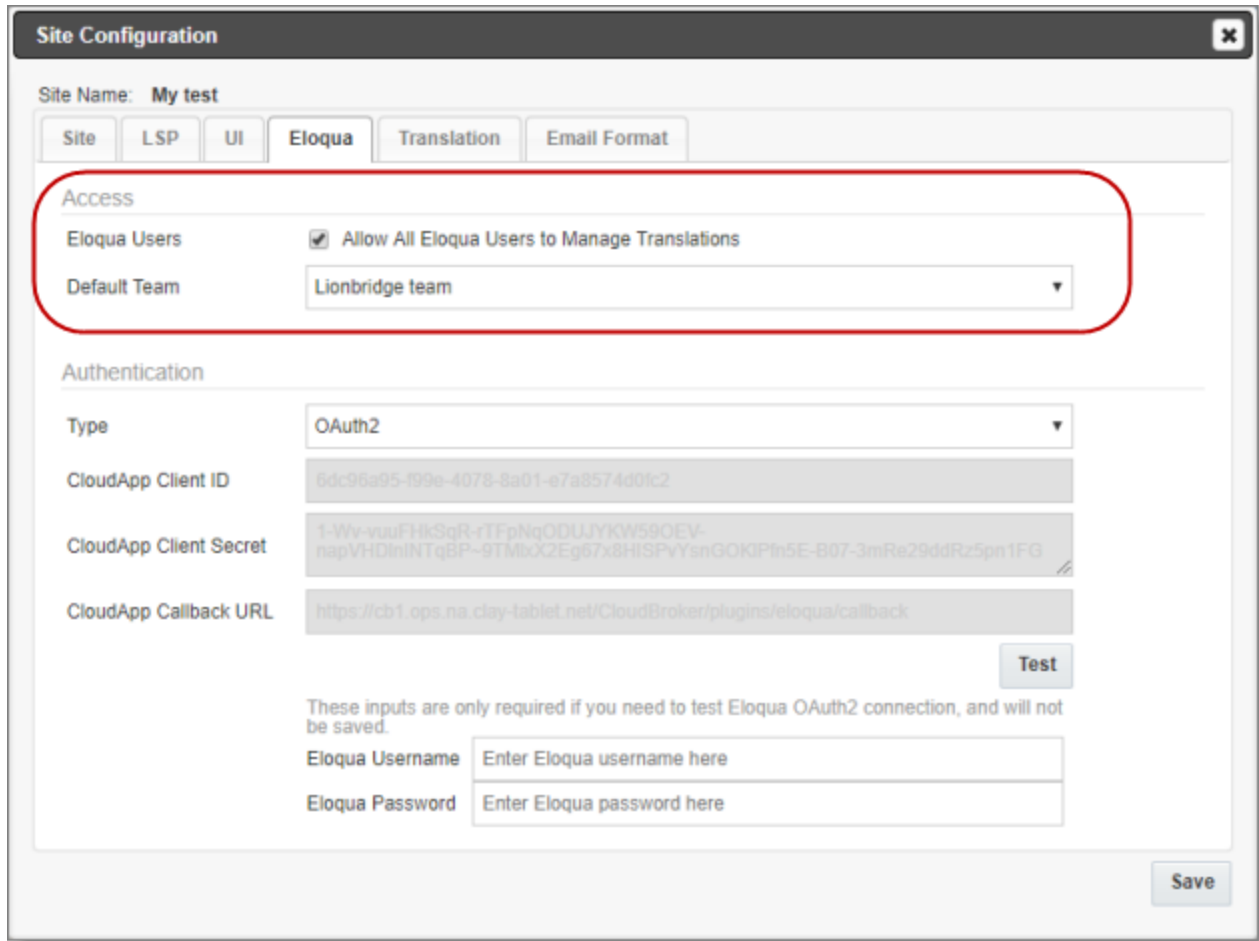 Site Configuration
Site Name: My test
Site LSP UI Eloqua Translation Email Format
Access
Eloqua Users Allow All Eloqua Users to Manage Translations
Default Team Lionbridge team
Authentication
Type OAuth2
CloudApp Client ID 6dc96a95-f99e-4078-8a01-e7a8574d0fc2
CloudApp Client Secret
CloudApp Callback URL https://cb1.ops.na.clay-tablet.net/CloudBroker/plugins/eloqua/callback
Test
These inputs are only required if you need to test Eloqua OAuth2 connection, and will not
be saved.
Eloqua Username Enter Eloqua username here
Eloqua Password Enter Eloqua password here
Save